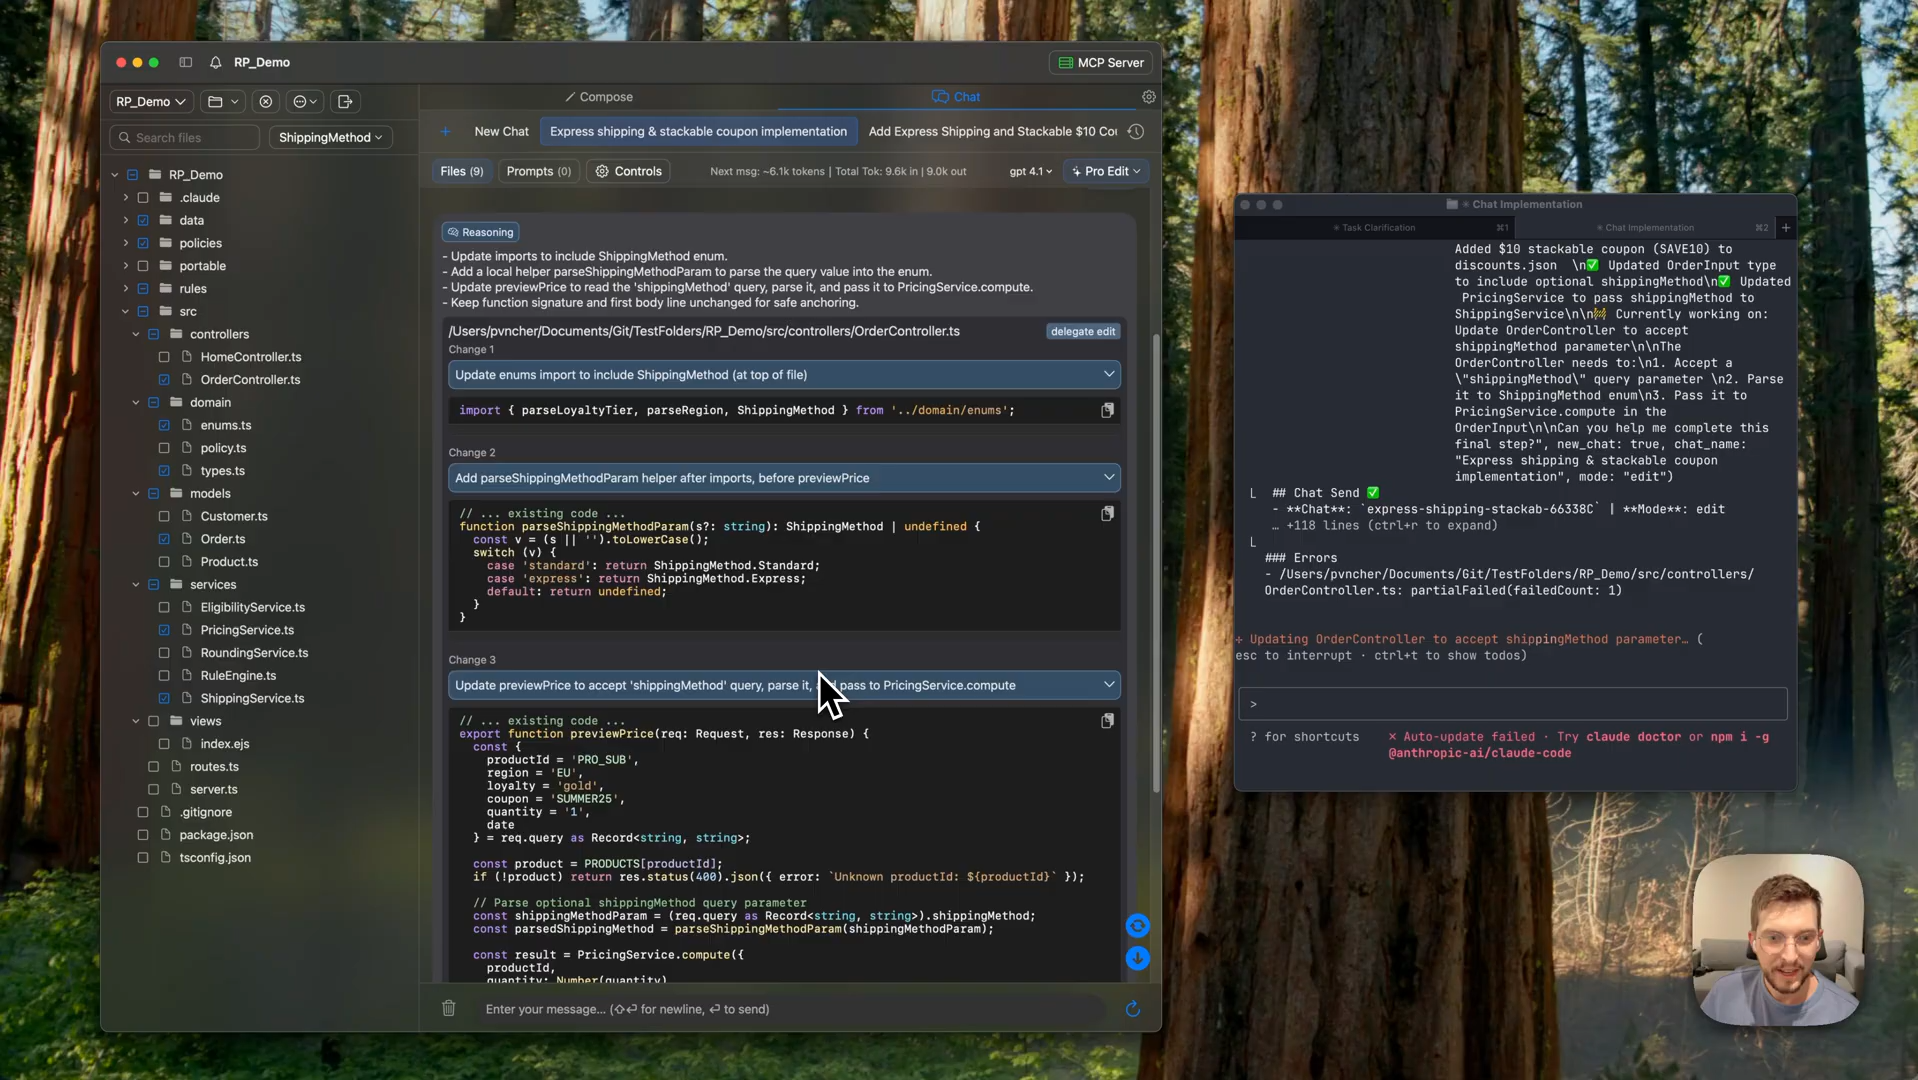 RP_Demo
MCP Server
RP_Demo
Search files
ShippingMethod
RP_Demo
.claude
data
policies
portable
rules
src
controllers
HomeController.ts
OrderController.ts
domain
enums.ts
policy.ts
types.ts
models
Customer.ts
Order.ts
Product.ts
services
EligibilityService.ts
PricingService.ts
RoundingService.ts
RuleEngine.ts
ShippingService.ts
views
index.ejs
routes.ts
server.ts
.gitignore
package.json
tsconfig.json
Compose
Chat
+ New Chat
Express shipping & stackable coupon implementation
Add Express Shipping and Stackable $10 Cou
Files (9)
Prompts (0)
Controls
Next msg: ~6.1k tokens | Total Tok: 9.6k in | 9.0k out
gpt 4.1
Pro Edit
Reasoning
- Update imports to include ShippingMethod enum.
- Add a local helper parseShippingMethodParam to parse the query value into the enum.
- Update previewPrice to read the 'shippingMethod' query, parse it, and pass it to PricingService.compute.
- Keep function signature and first body line unchanged for safe anchoring.
/Users/pvncher/Documents/Git/TestFolders/RP_Demo/src/controllers/OrderController.ts
delegate edit
Change 1
Update enums import to include ShippingMethod (at top of file)
import { parseLoyaltyTier, parseRegion, ShippingMethod } from '../domain/enums';
Change 2
Add parseShippingMethodParam helper after imports, before previewPrice
// ... existing code ...
function parseShippingMethodParam(s?: string): ShippingMethod | undefined {
const v = (s || '').toLowerCase();
switch (v) {
case 'standard': return ShippingMethod.Standard;
case 'express': return ShippingMethod.Express;
default: return undefined;
}
}
Change 3
Update previewPrice to accept 'shippingMethod' query, parse it, pass to PricingService.compute
// ... existing code ...
export function previewPrice(req: Request, res: Response) {
const {
productId = 'PRO_SUB',
region = 'EU',
loyalty = 'gold',
coupon = 'SUMMER25',
quantity = '1',
date
} = req.query as Record<string, string>;
const product = PRODUCTS[productId];
if (!product) return res.status(400).json({ error: `Unknown productId: ${productId}` });
// Parse optional shippingMethod query parameter
const shippingMethodParam = (req.query as Record<string, string>).shippingMethod;
const parsedShippingMethod = parseShippingMethodParam(shippingMethodParam);
const result = PricingService.compute({
productId,
quantity: Number(quantity),
Enter your message... (⇧⏎ for newline, ⏎ to send)
✳ Chat Implementation
✳ Task Clarification
⌘1
✳ Chat Implementation
⌘2
+
Added $10 stackable coupon (SAVE10) to
discounts.json \n✅ Updated OrderInput type
to include optional shippingMethod\n✅ Updated
PricingService to pass shippingMethod to
ShippingService\n\n🚧 Currently working on:
Update OrderController to accept
shippingMethod parameter\n\nThe
OrderController needs to:\n1. Accept a
\"shippingMethod\" query parameter \n2. Parse
it to ShippingMethod enum\n3. Pass it to
PricingService.compute in the
OrderInput\n\nCan you help me complete this
final step?", new_chat: true, chat_name:
"Express shipping & stackable coupon
implementation", mode: "edit")
⎿ ## Chat Send ✅
- **Chat**: `express-shipping-stackab-66338C` | **Mode**: edit
… +118 lines (ctrl+r to expand)
⎿
### Errors
- /Users/pvncher/Documents/Git/TestFolders/RP_Demo/src/controllers/
OrderController.ts: partialFailed(failedCount: 1)
✢ Updating OrderController to accept shippingMethod parameter… (
esc to interrupt · ctrl+t to show todos)
>
? for shortcuts
✗ Auto-update failed · Try claude doctor or npm i -g
@anthropic-ai/claude-code